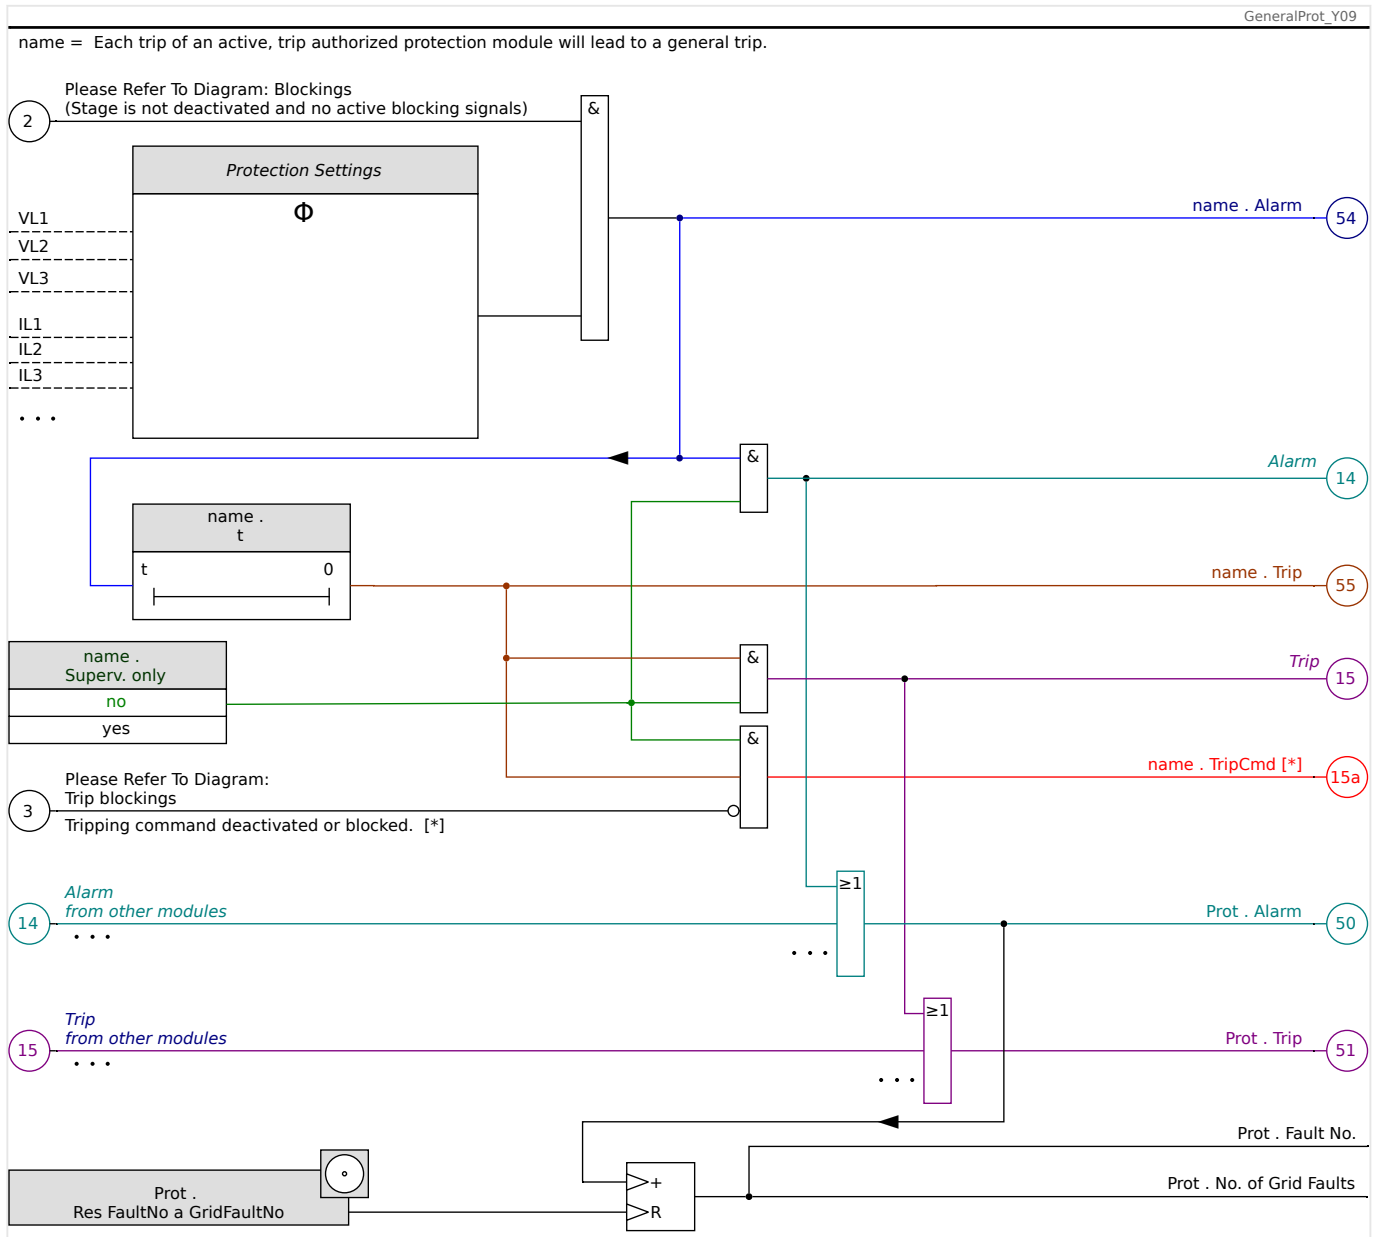 GeneralProt_Y09
name = Each trip of an active, trip authorized protection module will lead to a general trip.
Please Refer To Diagram: Blockings
(Stage is not deactivated and no active blocking signals)
2
&
Protection Settings
Φ
VL1
VL2
VL3
IL1
IL2
IL3
. . .
name . Alarm
54
&
Alarm
14
name .
t
t 0
name . Trip
55
name .
Superv. only
no
yes
&
Trip
15
&
name . TripCmd [*]
15a
Please Refer To Diagram:
Trip blockings
3
Tripping command deactivated or blocked. [*]
≥1
Alarm
from other modules
14
. . .
. . .
Prot . Alarm
50
≥1
Trip
from other modules
15
. . .
. . .
Prot . Trip
51
Prot . Fault No.
Prot . No. of Grid Faults
+
R
Prot .
Res FaultNo a GridFaultNo